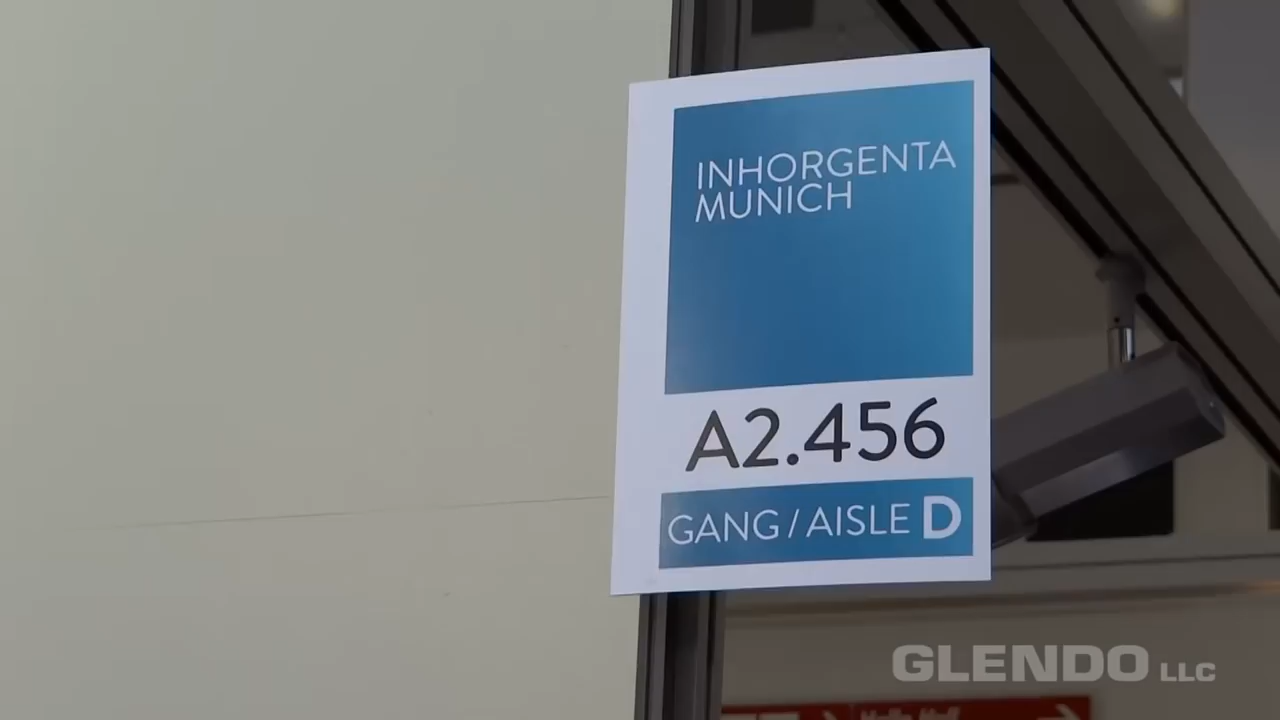 INHORGENTA
MUNICH
A2.456
GANG / AISLE D
GLENDO LLC